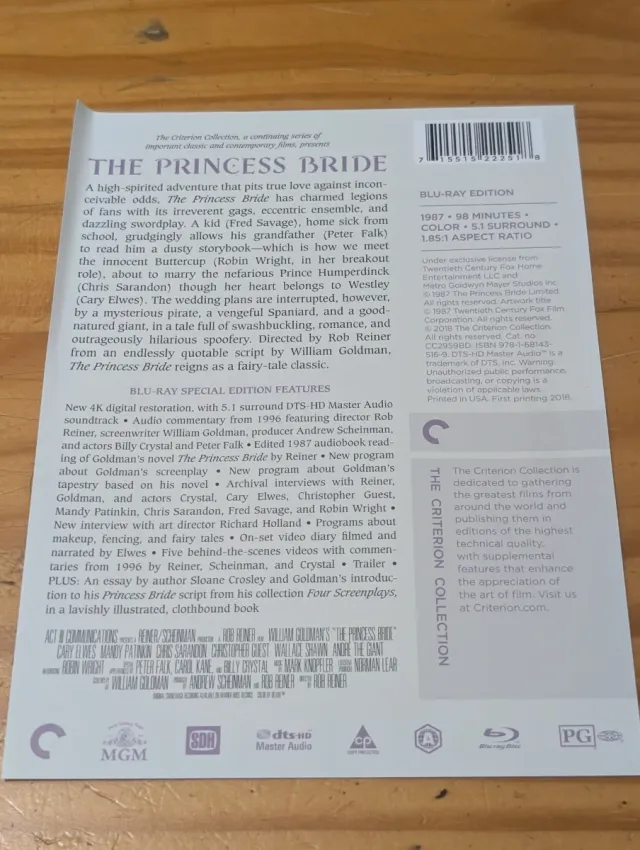 The Criterion Collection, a continuing series of
important classic and contemporary films, presents
THE PRINCESS BRIDE
A high-spirited adventure that pits true love against incon-
ceivable odds, The Princess Bride has charmed legions
of fans with its irreverent gags, eccentric ensemble, and
dazzling swordplay. A kid (Fred Savage), home sick from
school, grudgingly allows his grandfather (Peter Falk)
to read him a dusty storybook—which is how we meet
the innocent Buttercup (Robin Wright, in her breakout
role), about to marry the nefarious Prince Humperdinck
(Chris Sarandon) though her heart belongs to Westley
(Cary Elwes). The wedding plans are interrupted, however,
by a mysterious pirate, a vengeful Spaniard, and a good-
natured giant, in a tale full of swashbuckling, romance, and
outrageously hilarious spoofery. Directed by Rob Reiner
from an endlessly quotable script by William Goldman,
The Princess Bride reigns as a fairy-tale classic.
BLU-RAY SPECIAL EDITION FEATURES
New 4K digital restoration, with 5.1 surround DTS-HD Master Audio
soundtrack • Audio commentary from 1996 featuring director Rob
Reiner, screenwriter William Goldman, producer Andrew Scheinman,
and actors Billy Crystal and Peter Falk • Edited 1987 audiobook read-
ing of Goldman's novel The Princess Bride by Reiner • New program
about Goldman's screenplay • New program about Goldman's
tapestry based on his novel • Archival interviews with Reiner,
Goldman, and actors Crystal, Cary Elwes, Christopher Guest,
Mandy Patinkin, Chris Sarandon, Fred Savage, and Robin Wright •
New interview with art director Richard Holland • Programs about
makeup, fencing, and fairy tales • On-set video diary filmed and
narrated by Elwes • Five behind-the-scenes videos with commen-
taries from 1996 by Reiner, Scheinman, and Crystal • Trailer •
PLUS: An essay by author Sloane Crosley and Goldman's introduc-
tion to his Princess Bride script from his collection Four Screenplays,
in a lavishly illustrated, clothbound book
ACT III COMMUNICATIONS PRESENTS A REINER/SCHEINMAN PRODUCTION A ROB REINER FILM WILLIAM GOLDMAN'S "THE PRINCESS BRIDE"
CARY ELWES MANDY PATINKIN CHRIS SARANDON CHRISTOPHER GUEST WALLACE SHAWN ANDRE THE GIANT
INTRODUCING ROBIN WRIGHT PETER FALK, CAROL KANE, AND BILLY CRYSTAL MUSIC BY MARK KNOPFLER EXECUTIVE PRODUCER NORMAN LEAR
SCREENPLAY BY WILLIAM GOLDMAN PRODUCED BY ANDREW SCHEINMAN AND ROB REINER DIRECTED BY ROB REINER
7 15515 22251 8
BLU-RAY EDITION
1987 • 98 MINUTES •
COLOR • 5.1 SURROUND •
1.85:1 ASPECT RATIO
Under exclusive license from
Twentieth Century Fox Home
Entertainment LLC and
Metro Goldwyn Mayer Studios Inc.
© 1987 The Princess Bride Limited.
All rights reserved. Artwork title
© 1987 Twentieth Century Fox Film
Corporation. All rights reserved.
© 2018 The Criterion Collection.
All rights reserved. Cat. no.
CC2959BD. ISBN 978-1-68143-
516-9. DTS-HD Master Audio™ is a
trademark of DTS, Inc. Warning:
Unauthorized public performance,
broadcasting, or copying is a
violation of applicable laws.
Printed in USA. First printing 2018.
THE CRITERION COLLECTION
The Criterion Collection is
dedicated to gathering
the greatest films from
around the world and
publishing them in
editions of the highest
technical quality,
with supplemental
features that enhance
the appreciation of
the art of film. Visit us
at Criterion.com.
MGM
SDH
dts-HD
Master Audio
CP
A
Blu-ray Disc
PG